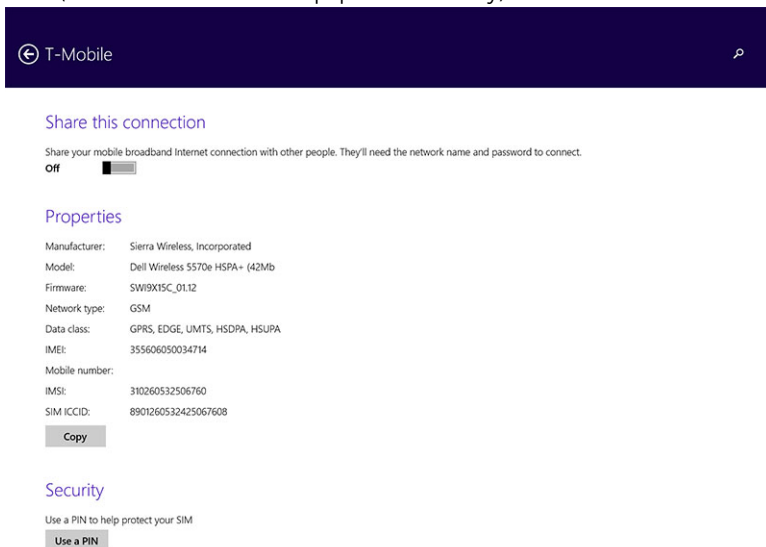 T-Mobile
Share this connection
Share your mobile broadband Internet connection with other people. They'll need the network name and password to connect.
Off
Properties
Manufacturer: Sierra Wireless, Incorporated
Model: Dell Wireless 5570e HSPA+ (42Mb
Firmware: SWI9X15C_01.12
Network type: GSM
Data class: GPRS, EDGE, UMTS, HSDPA, HSUPA
IMEI: 355606050034714
Mobile number:
IMSI: 310260532506760
SIM ICCID: 8901260532425067608
Copy
Security
Use a PIN to help protect your SIM
Use a PIN